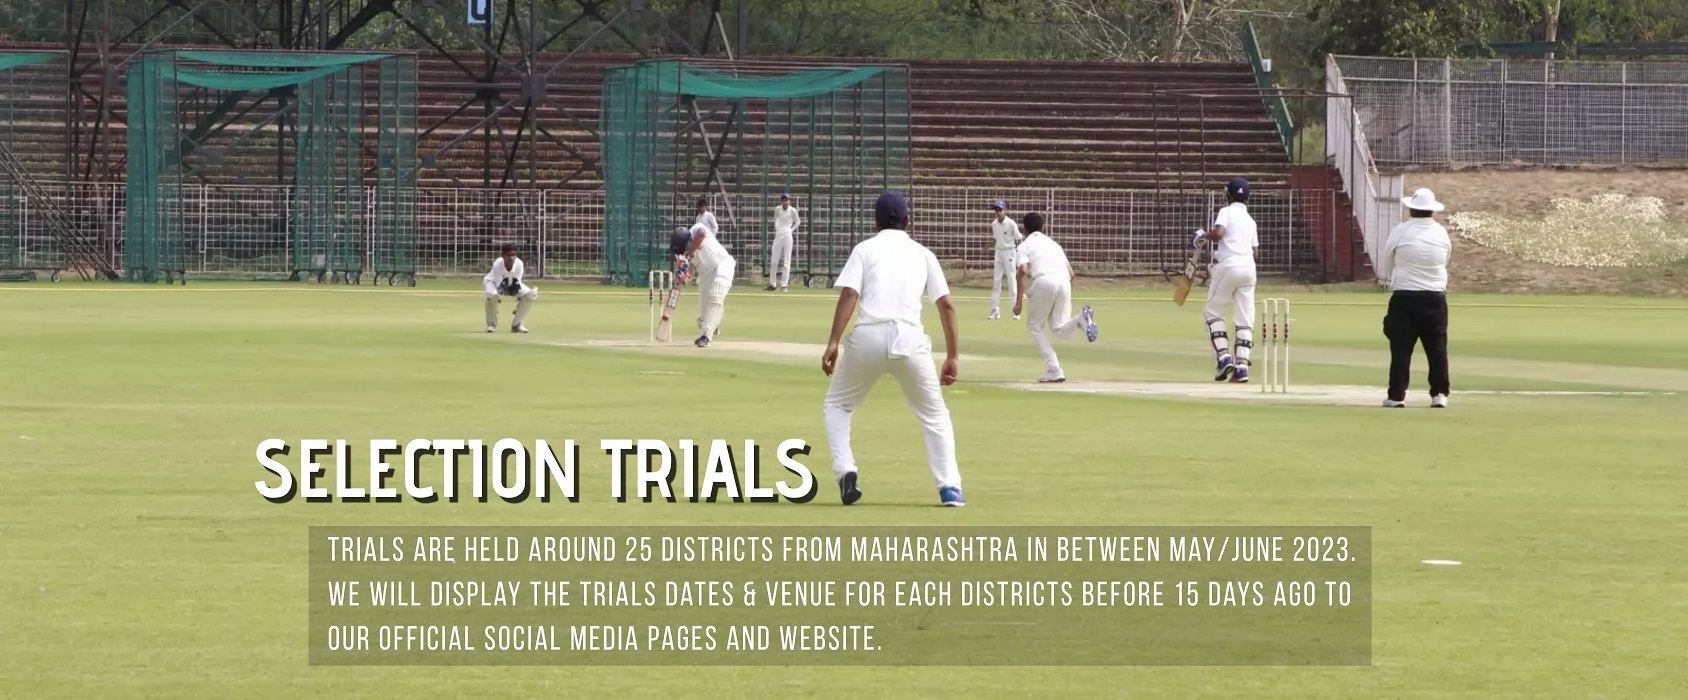 SELECTION TRIALS
TRIALS ARE HELD AROUND 25 DISTRICTS FROM MAHARASHTRA IN BETWEEN MAY/JUNE 2023.
WE WILL DISPLAY THE TRIALS DATES & VENUE FOR EACH DISTRICTS BEFORE 15 DAYS AGO TO
OUR OFFICIAL SOCIAL MEDIA PAGES AND WEBSITE.